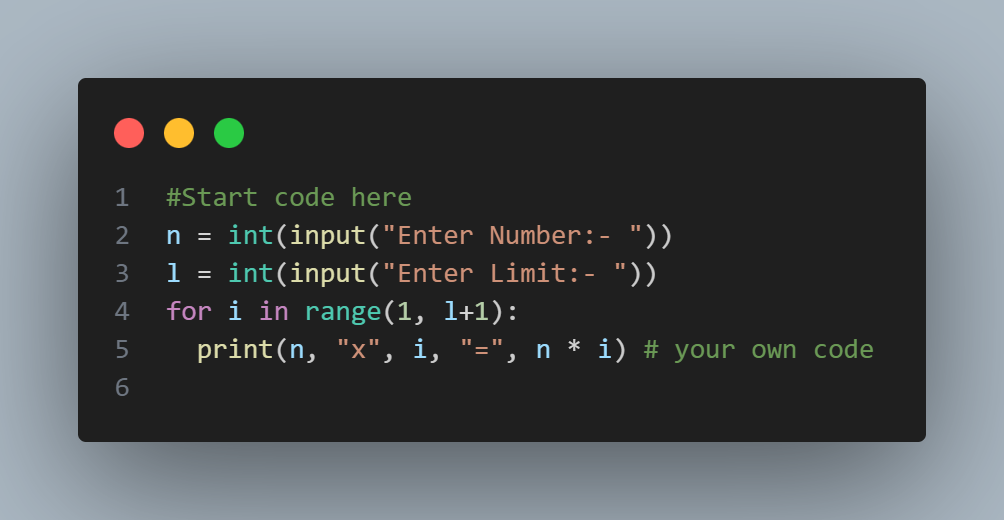 1 #Start code here
2 n = int(input("Enter Number:- "))
3 l = int(input("Enter Limit:- "))
4 for i in range(1, l+1):
5   print(n, "x", i, "=", n * i) # your own code
6